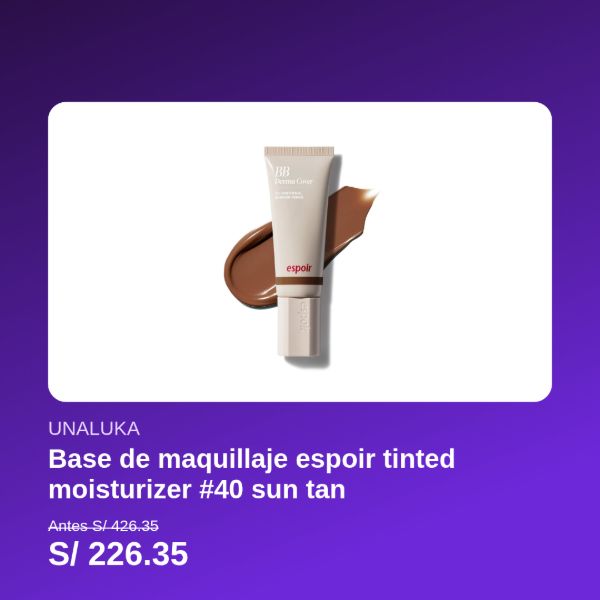 BB
Derma Cover
espoir
UNALUKA
Base de maquillaje espoir tinted
moisturizer #40 sun tan
Antes S/ 426.35
S/ 226.35